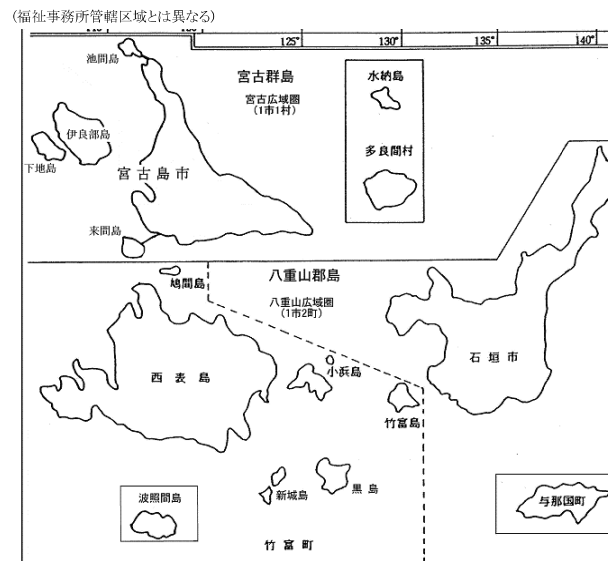 (福祉事務所管轄区域とは異なる)
125° 130° 135° 140°
池間島
宮古群島
宮古広域圏
(1市1村)
水納島
伊良部島
多良間村
下地島
宮古島市
来間島
鳩間島
八重山郡島
八重山広域圏
(1市2町)
小浜島
石垣市
西表島
竹富島
波照間島
新城島
黒島
与那国町
竹富町